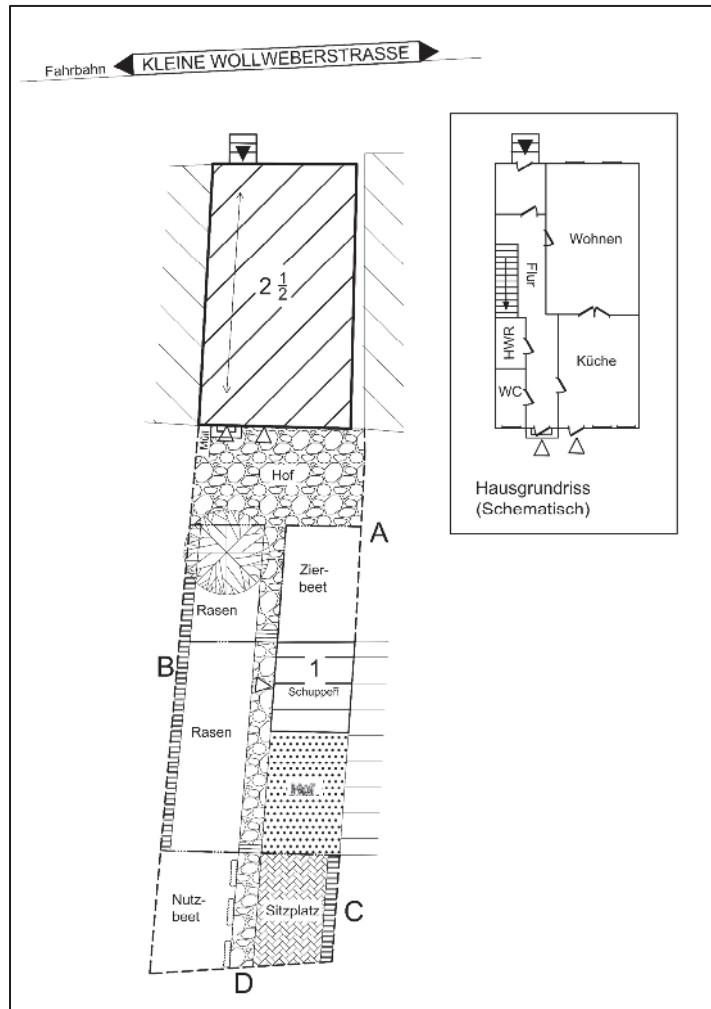 Fahrbahn
KLEINE WOLLWEBERSTRASSE
2 1/2
Müll
Hof
A
Zier-
beet
Rasen
B
1
Schuppen
Rasen
Hof
Nutz-
beet
Sitzplatz
C
D
Wohnen
Flur
HWR
Küche
WC
Hausgrundriss
(Schematisch)